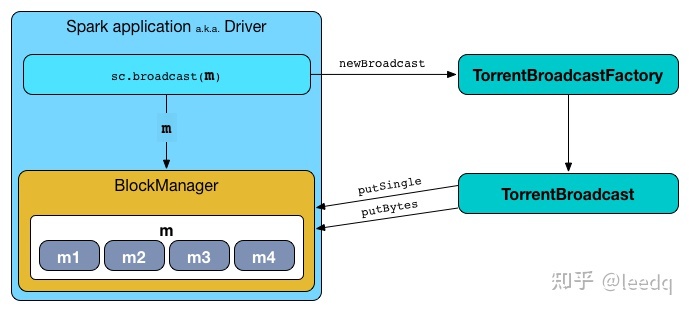 Spark application a.k.a. Driver
sc.broadcast(m)
newBroadcast
TorrentBroadcastFactory
m
BlockManager
putSingle
putBytes
TorrentBroadcast
m
m1 m2 m3 m4
知乎 @leedq